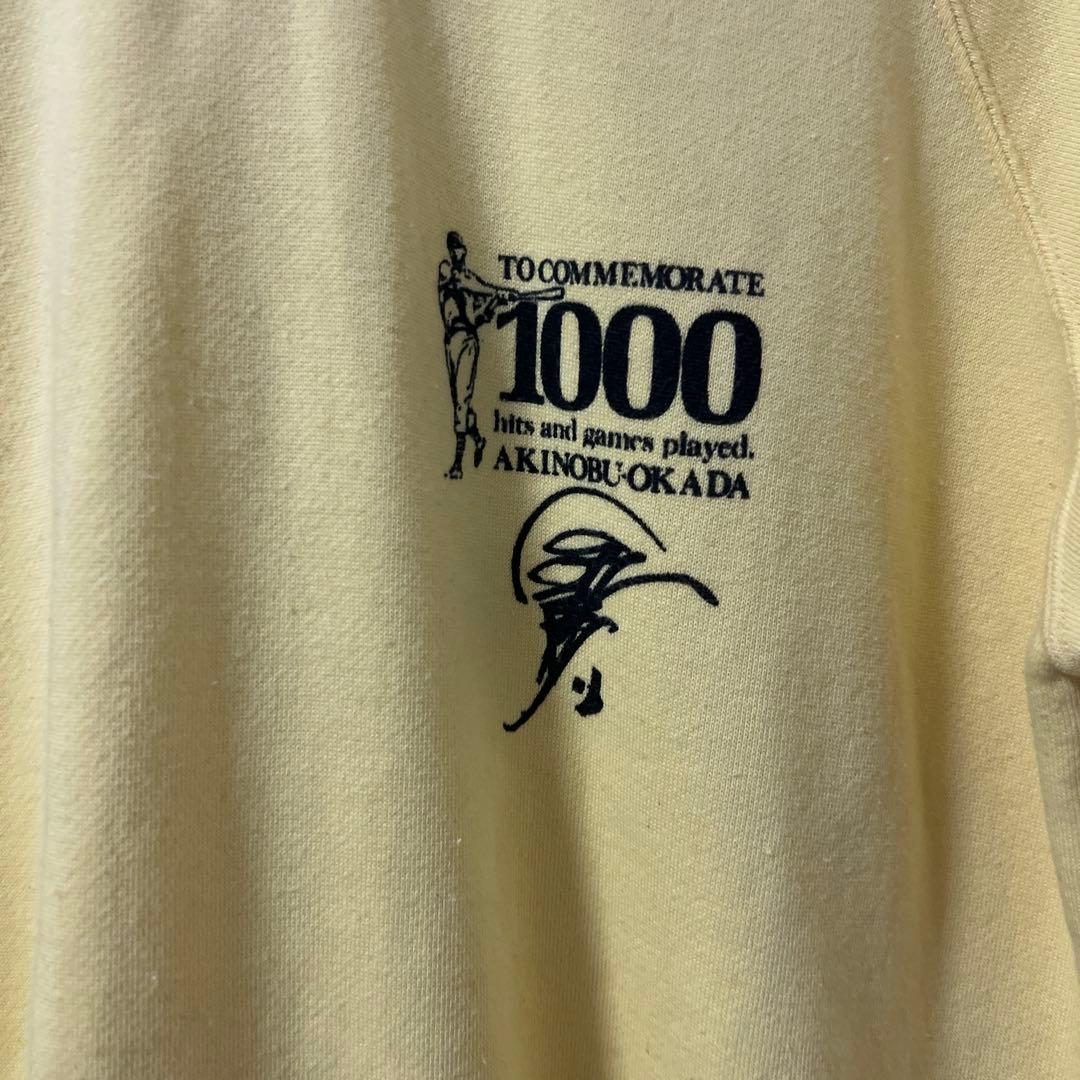 TO COMMEMORATE
1000
hits and games played.
AKINOBU·OKADA